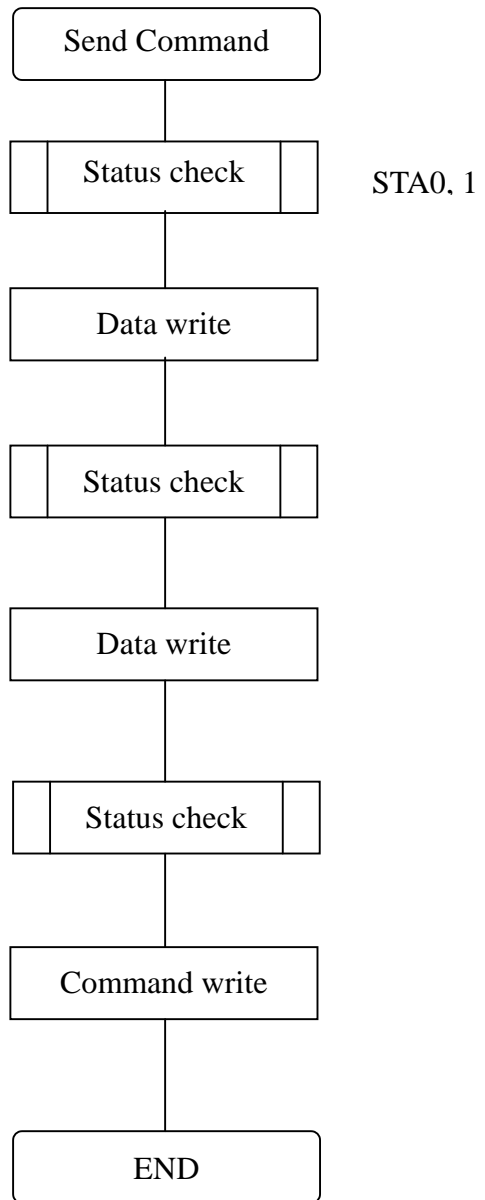 Send Command
Status check
STA0, 1
Data write
Status check
Data write
Status check
Command write
END